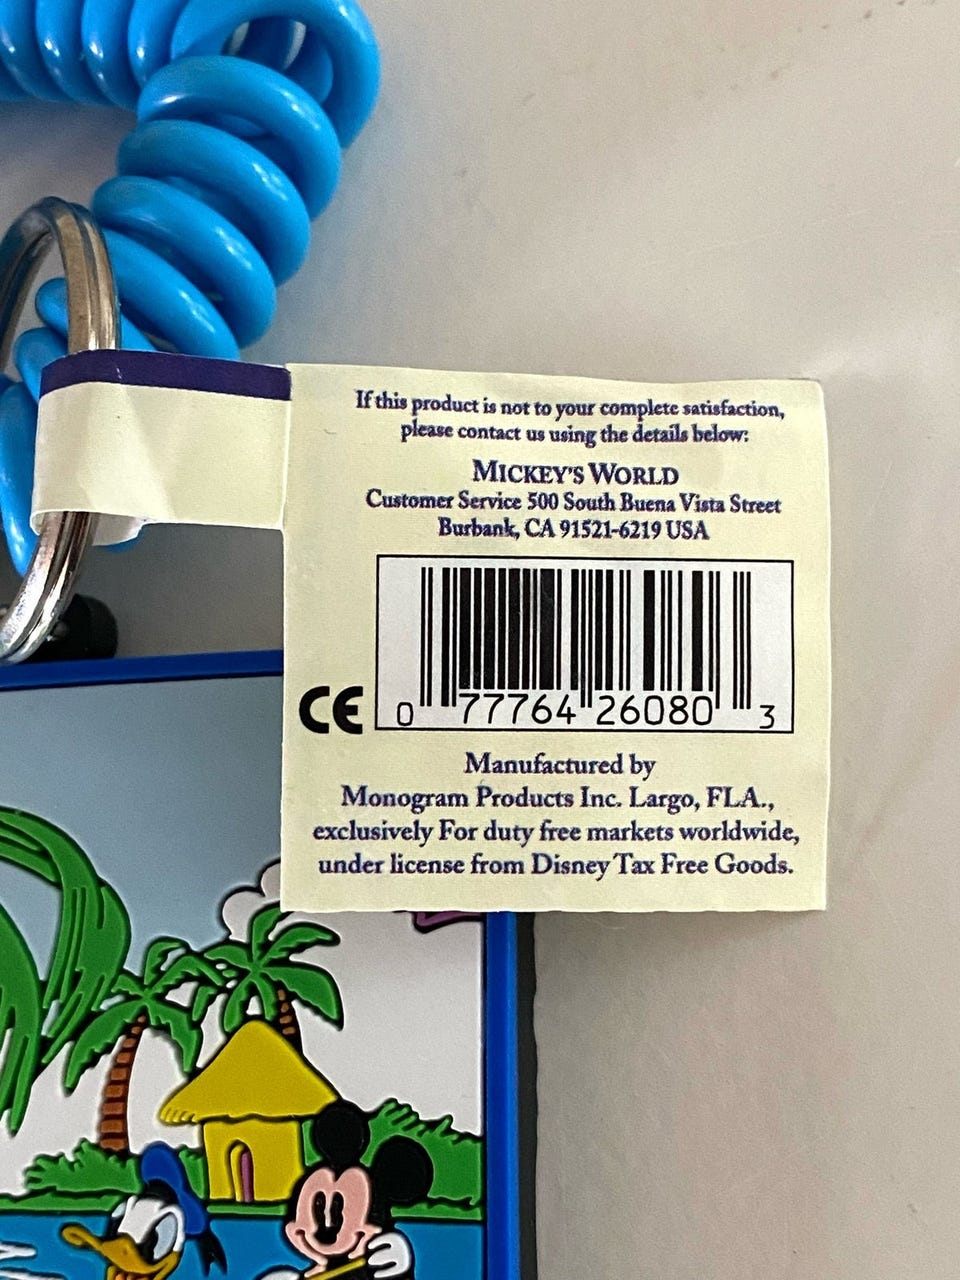 If this product is not to your complete satisfaction,
please contact us using the details below:
MICKEY'S WORLD
Customer Service 500 South Buena Vista Street
Burbank, CA 91521-6219 USA
CE
0 77764 26080 3
Manufactured by
Monogram Products Inc. Largo, FLA.,
exclusively For duty free markets worldwide,
under license from Disney Tax Free Goods.